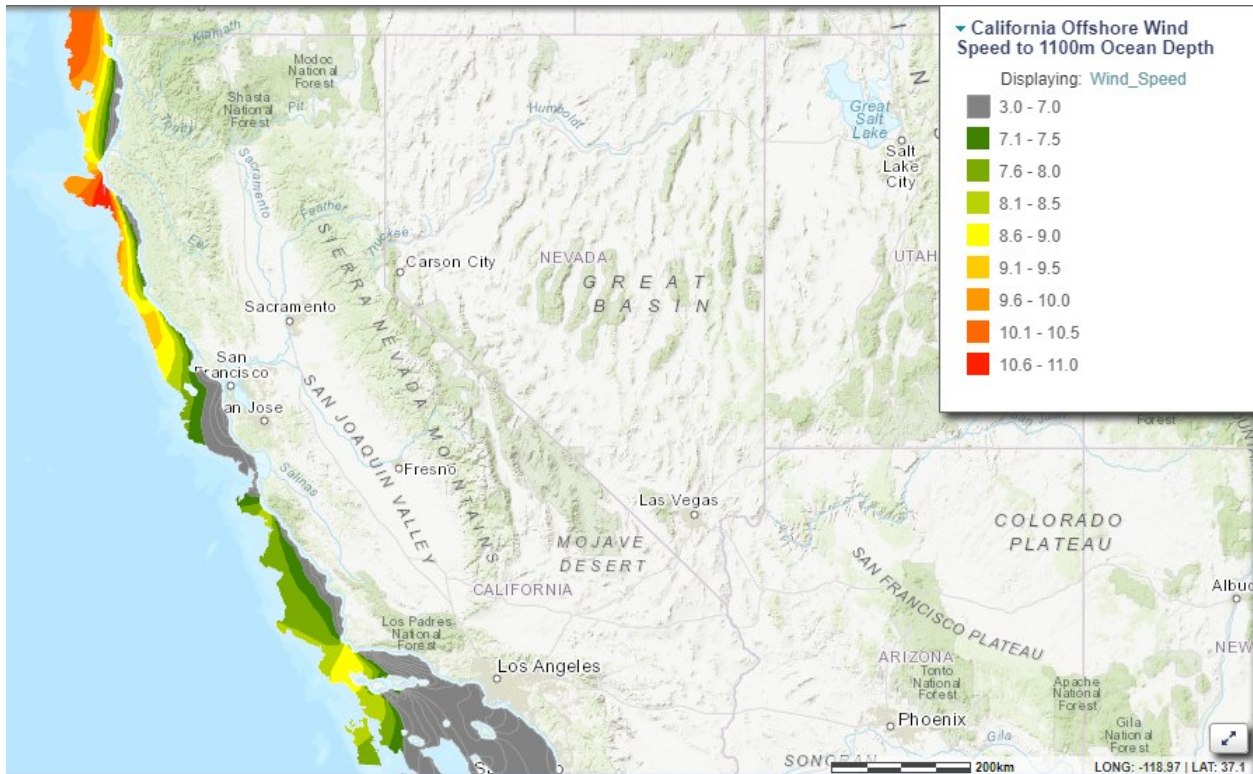 California Offshore Wind
Speed to 1100m Ocean Depth
Displaying: Wind_Speed
3.0 - 7.0
7.1 - 7.5
7.6 - 8.0
8.1 - 8.5
8.6 - 9.0
9.1 - 9.5
9.6 - 10.0
10.1 - 10.5
10.6 - 11.0
Klamath
Modoc
National
Forest
Shasta
National
Forest
Pit
Trinity
Humboldt
Great
Salt
Lake
Salt
Lake
City
Sacramento
Feather
Truckee
Eel
Carson City
NEVADA
UTAH
GREAT
BASIN
Sacramento
SIERRA NEVADA MOUNTAINS
San
Francisco
an Jose
SAN JOAQUIN VALLEY
Salinas
Fresno
Las Vegas
MOJAVE
DESERT
CALIFORNIA
COLORADO
PLATEAU
Forest
SAN FRANCISCO PLATEAU
Albuq
NEW
Los Padres
National
Forest
Los Angeles
ARIZONA
Tonto
National
Forest
Apache
National
Forest
Phoenix
Gila
Gila
National
Forest
SONORAN
200km
LONG: -118.97 | LAT: 37.1